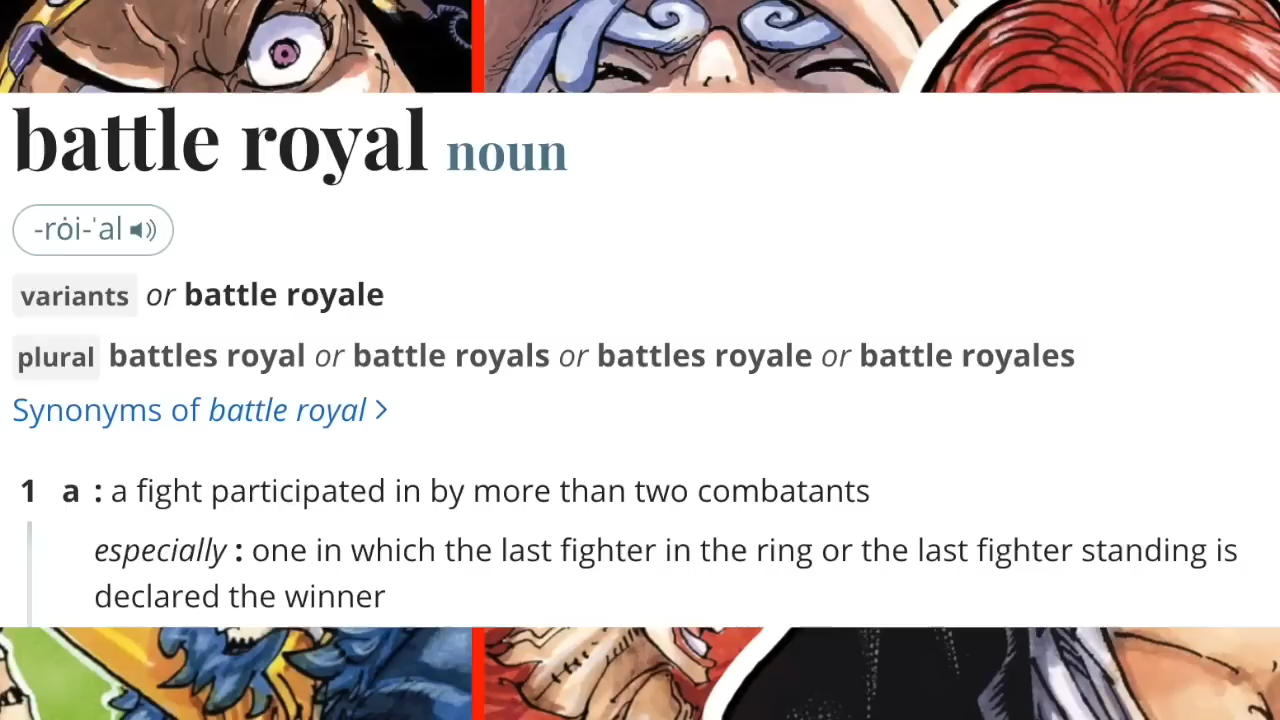 battle royal noun
-rȯi-ˈal
variants or battle royale
plural battles royal or battle royals or battles royale or battle royales
Synonyms of battle royal >
1 a : a fight participated in by more than two combatants
especially : one in which the last fighter in the ring or the last fighter standing is
declared the winner